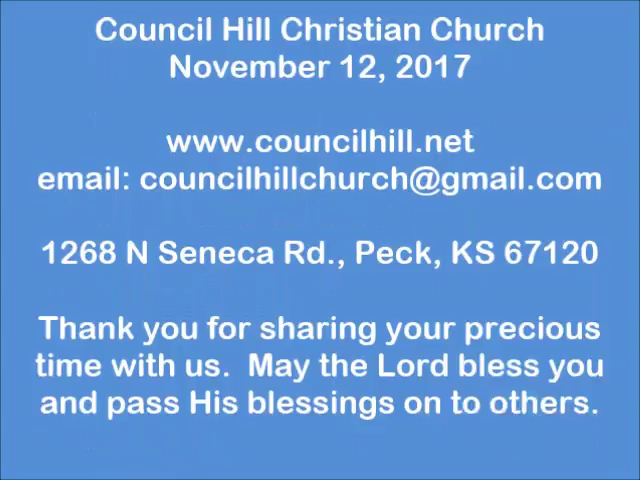 Council Hill Christian Church
November 12, 2017
www.councilhill.net
email: councilhillchurch@gmail.com
1268 N Seneca Rd., Peck, KS 67120
Thank you for sharing your precious
time with us.  May the Lord bless you
and pass His blessings on to others.